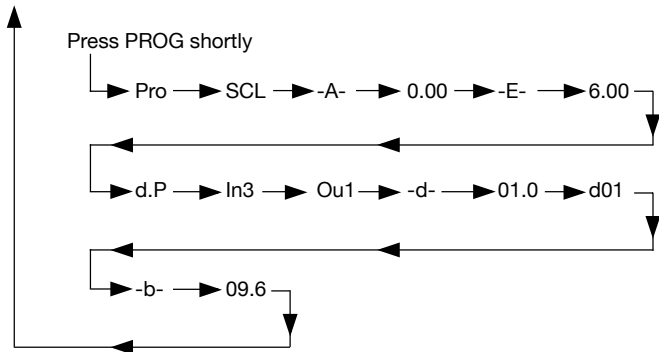 Press PROG shortly
Pro SCL -A- 0.00 -E- 6.00
d.P In3 Ou1 -d- 01.0 d01
-b- 09.6